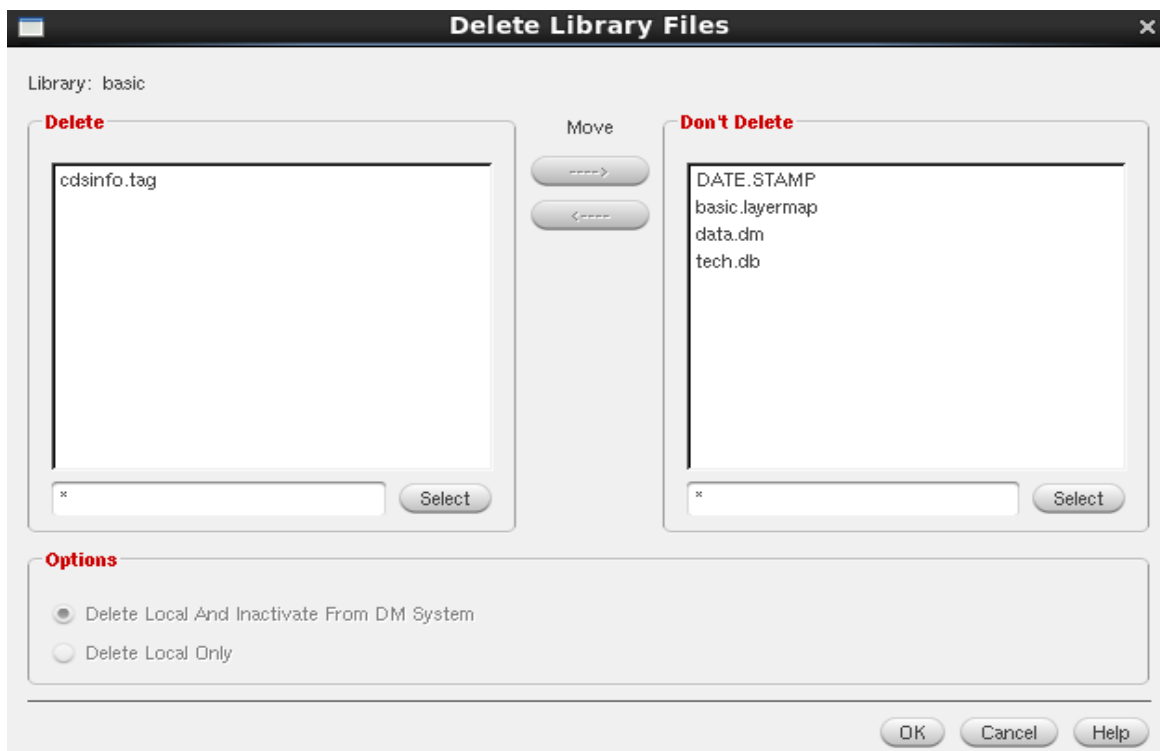 Delete Library Files
Library: basic
Delete
cdsinfo.tag
*
Select
Move
---->
<----
Don't Delete
DATE.STAMP
basic.layermap
data.dm
tech.db
*
Select
Options
Delete Local And Inactivate From DM System
Delete Local Only
OK
Cancel
Help